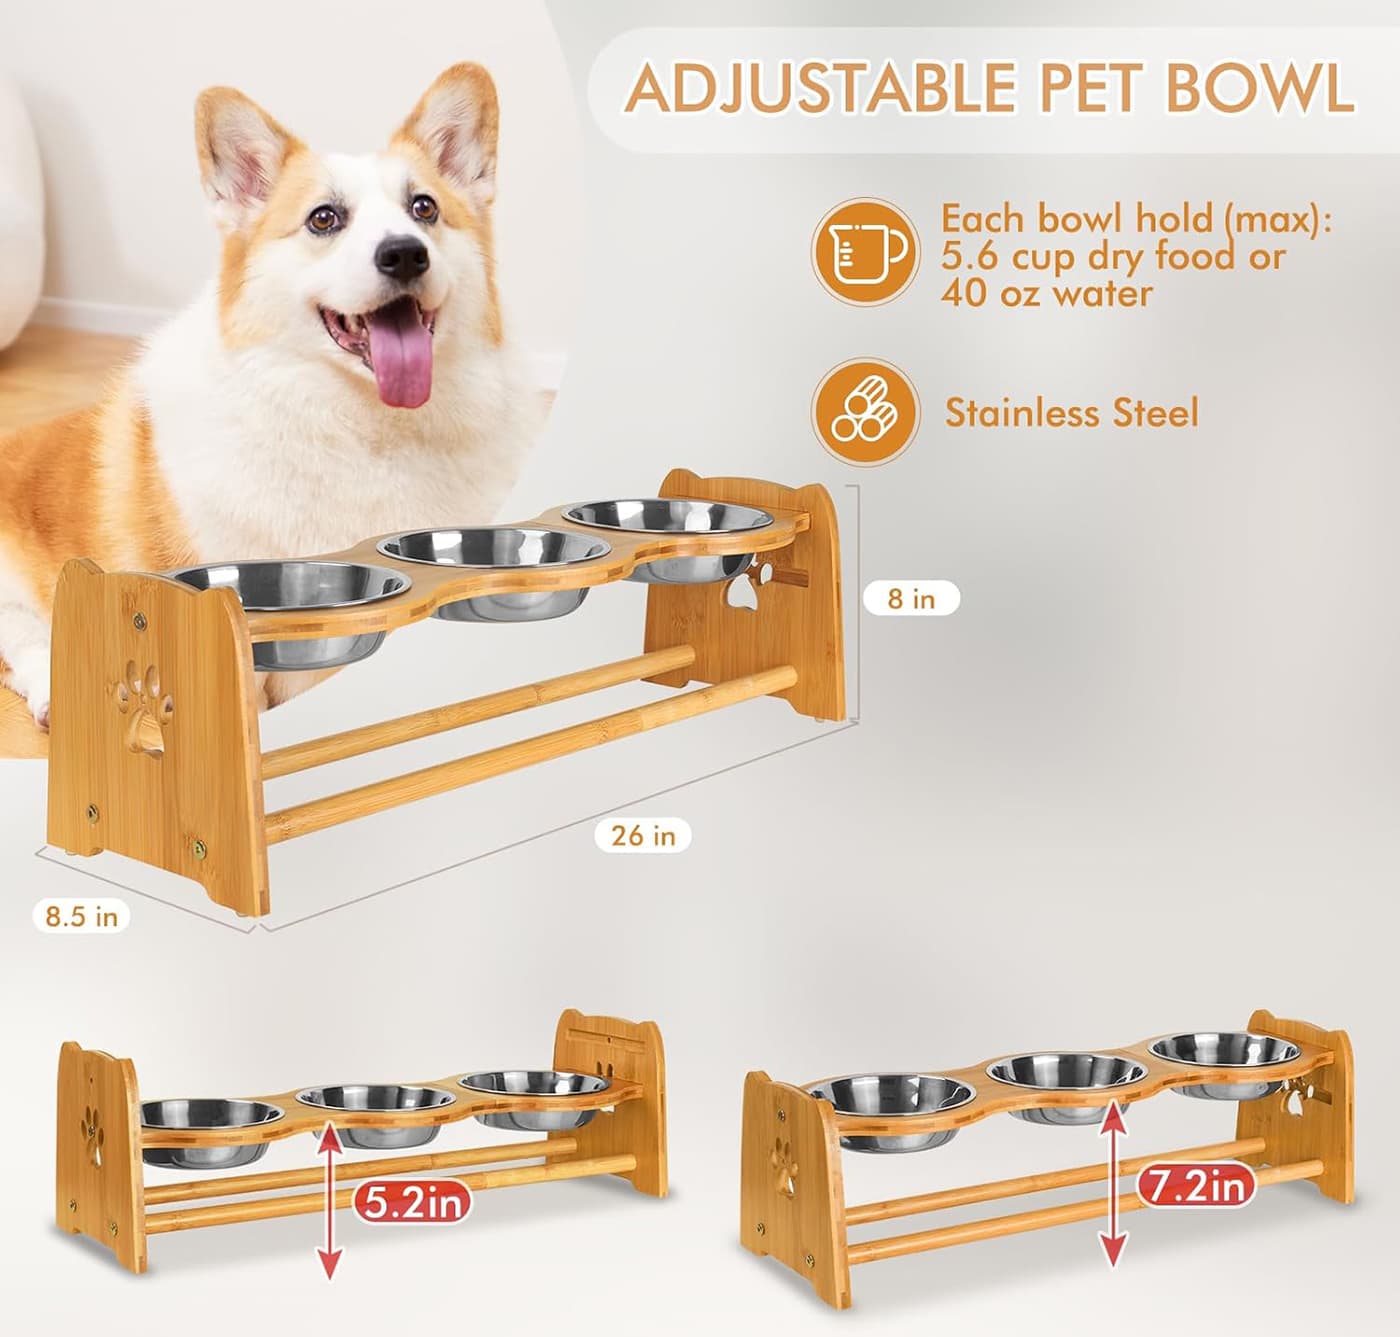 ADJUSTABLE PET BOWL
Each bowl hold (max):
5.6 cup dry food or
40 oz water
Stainless Steel
8 in
26 in
8.5 in
5.2in
7.2in